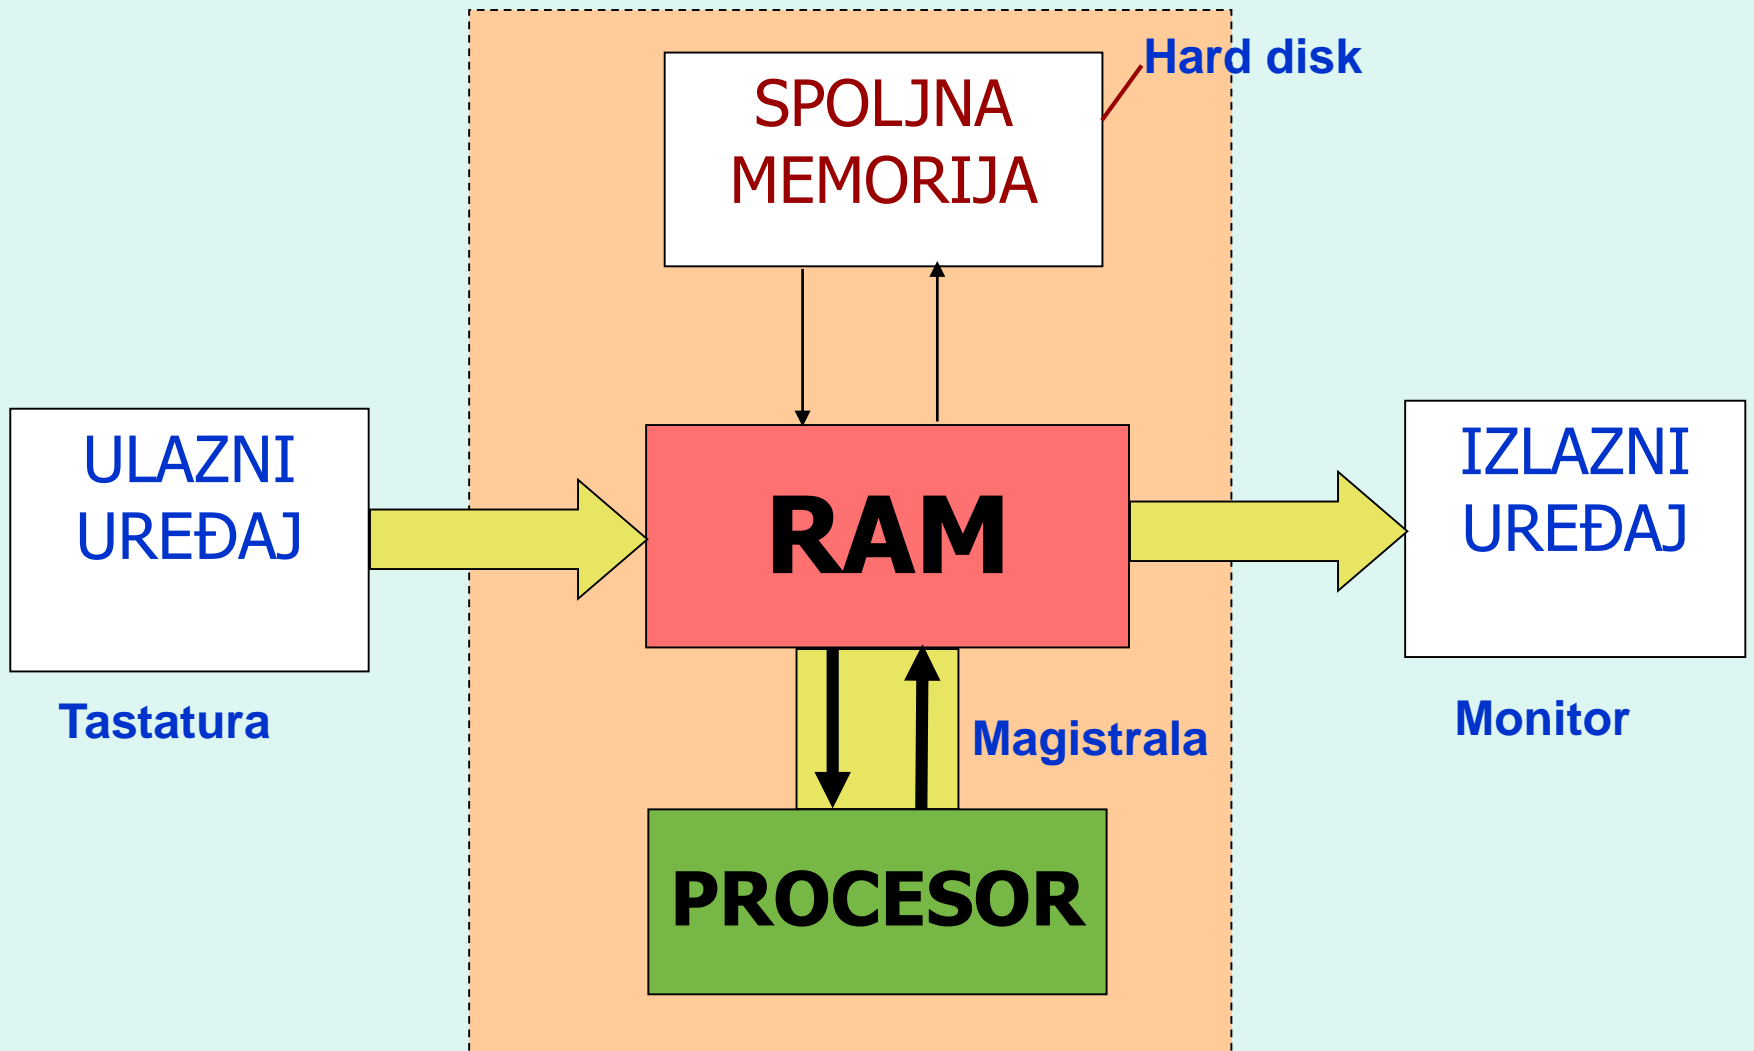 Hard disk
SPOLJNA
MEMORIJA
ULAZNI
UREĐAJ
RAM
IZLAZNI
UREĐAJ
Tastatura
Magistrala
Monitor
PROCESOR